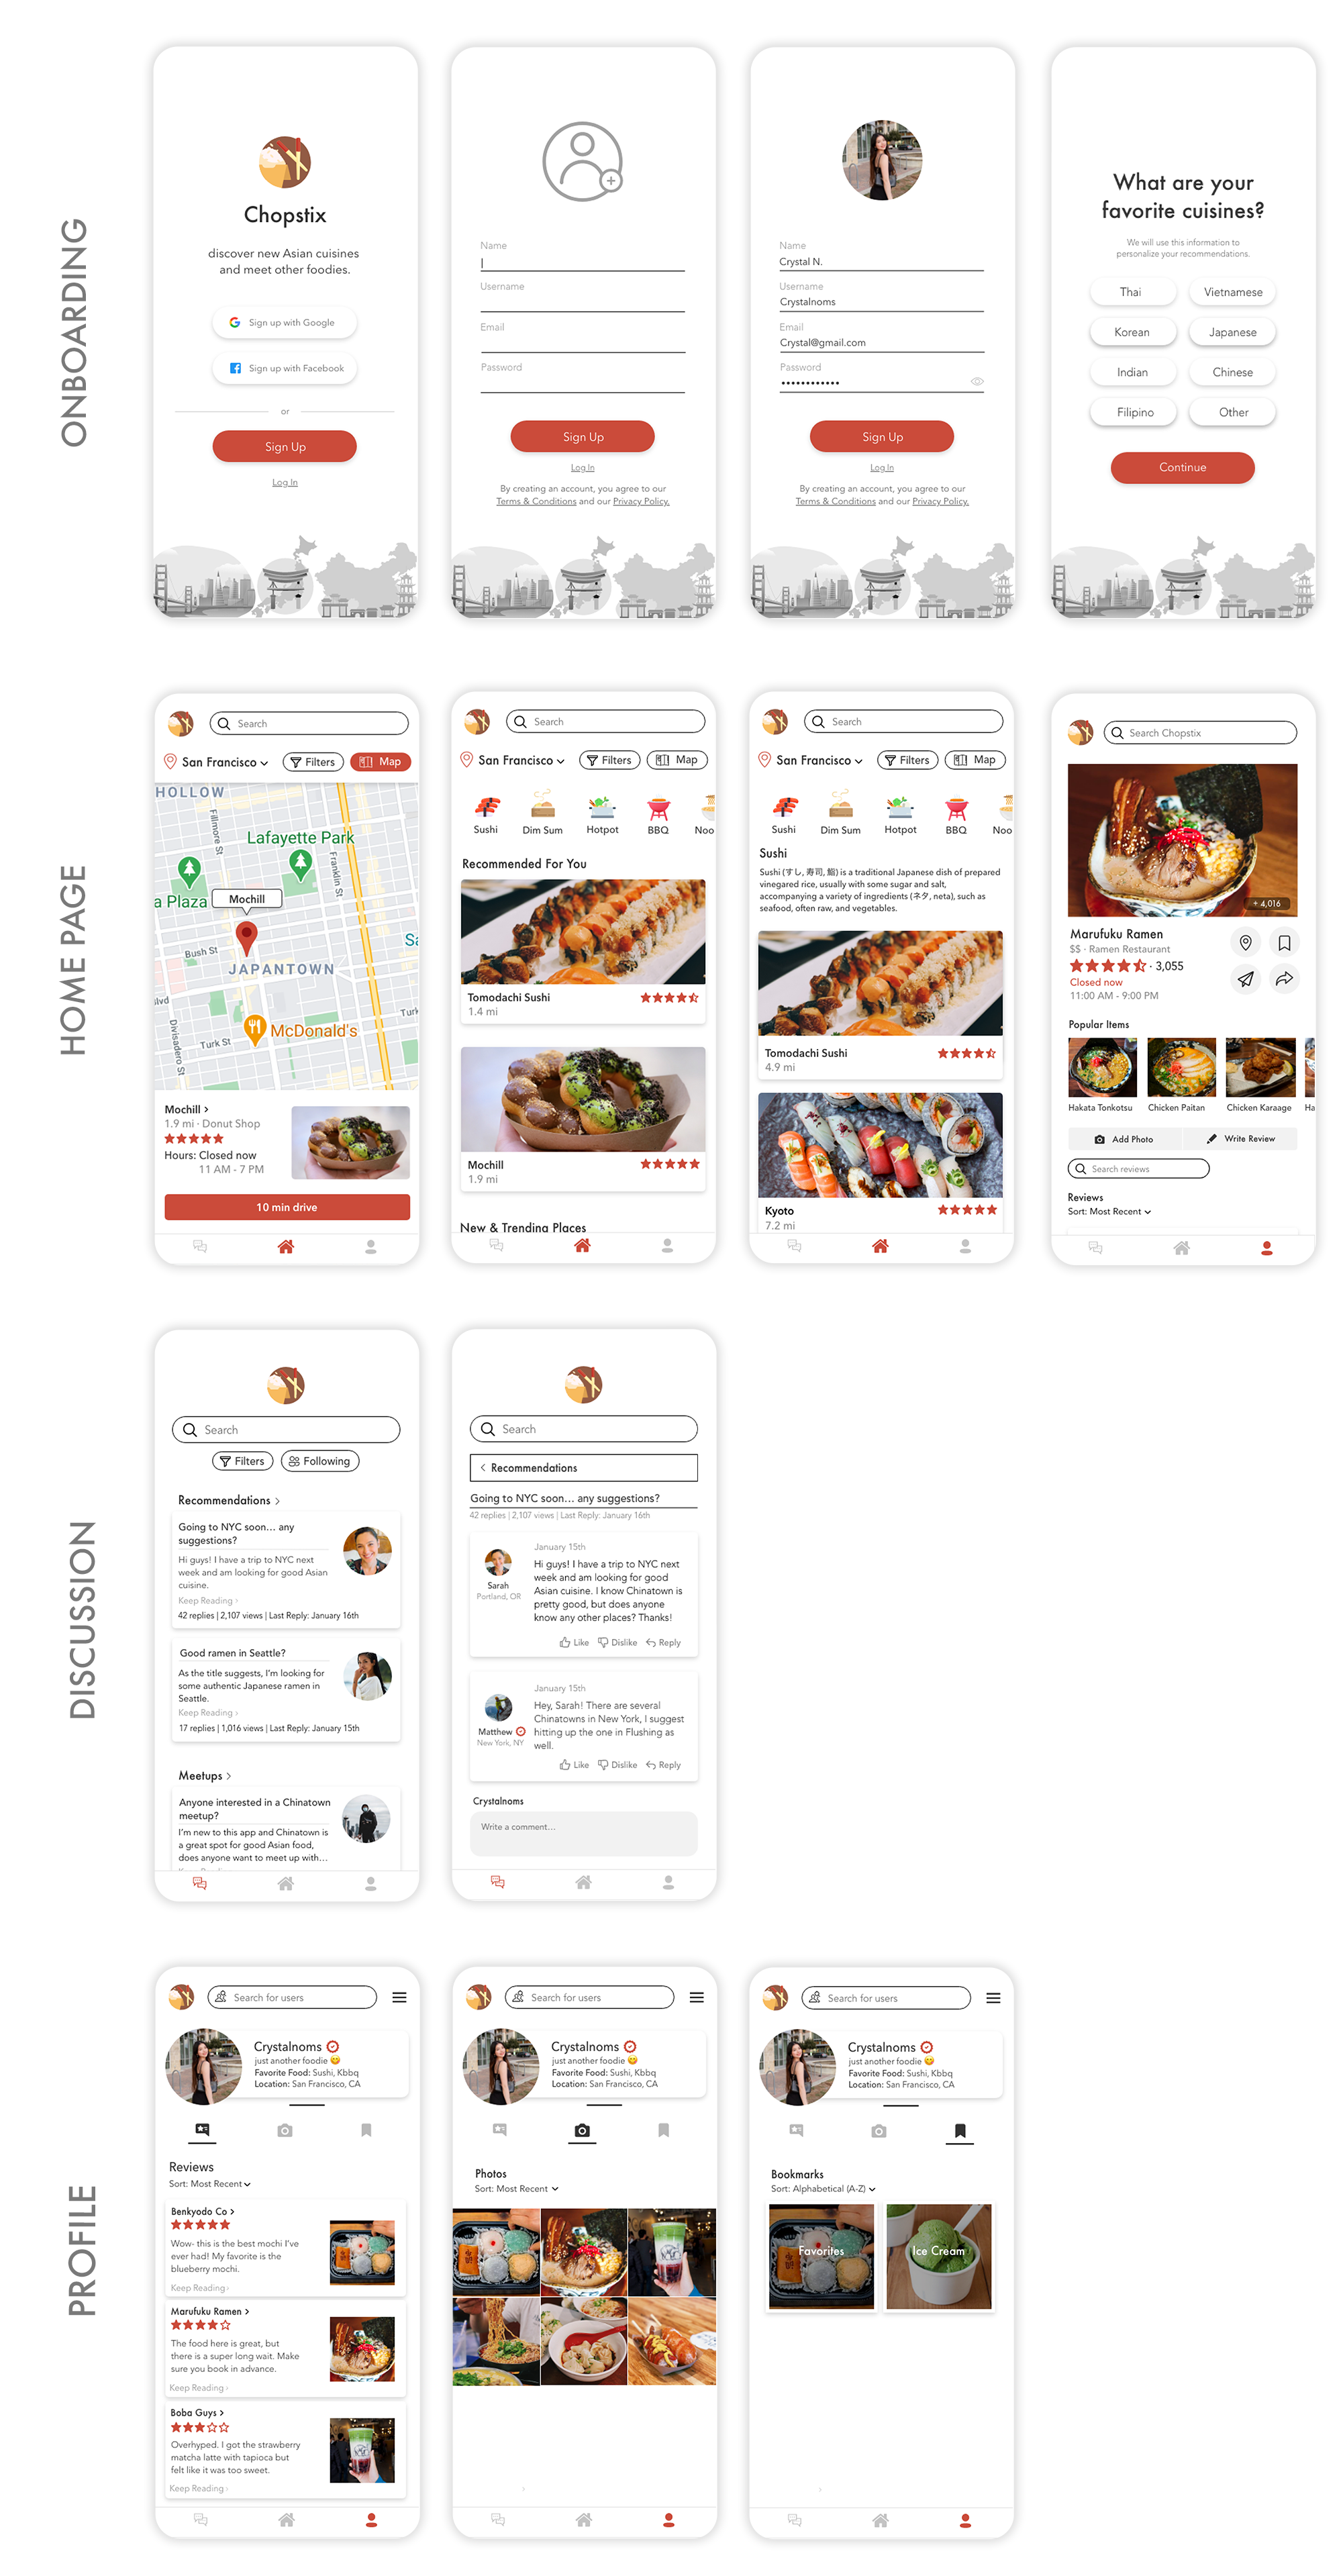 ONBOARDING
Chopstix
discover new Asian cuisines
and meet other foodies.
Sign up with Google
Sign up with Facebook
or
Sign Up
Log In
Name
Username
Email
Password
Sign Up
Log In
By creating an account, you agree to our
Terms & Conditions and our Privacy Policy.
Name
Crystal N.
Username
Crystalnoms
Email
Crystal@gmail.com
Password
••••••••••••
Sign Up
Log In
By creating an account, you agree to our
Terms & Conditions and our Privacy Policy.
What are your
favorite cuisines?
We will use this information to
personalize your recommendations.
Thai Vietnamese
Korean Japanese
Indian Chinese
Filipino Other
Continue
HOME PAGE
Search
San Francisco Filters Map
HOLLOW
Fillmore St
Lafayette Park
Franklin St
a Plaza
Mochill
Sa
Bush St
JAPANTOWN
lvd
Divisadero St
McDonald's
Turk St
Turk
Mochill >
1.9 mi · Donut Shop
Hours: Closed now
11 AM - 7 PM
10 min drive
Search
San Francisco Filters Map
Sushi Dim Sum Hotpot BBQ Noo
Recommended For You
Tomodachi Sushi
1.4 mi
Mochill
1.9 mi
New & Trending Places
Search
San Francisco Filters Map
Sushi Dim Sum Hotpot BBQ Noo
Sushi
Sushi (すし, 寿司, 鮨) is a traditional Japanese dish of prepared
vinegared rice, usually with some sugar and salt,
accompanying a variety of ingredients (ネタ, neta), such as
seafood, often raw, and vegetables.
Tomodachi Sushi
4.9 mi
Kyoto
7.2 mi
Search Chopstix
+ 4,016
Marufuku Ramen
$$ · Ramen Restaurant
· 3,055
Closed now
11:00 AM - 9:00 PM
Popular Items
Hakata Tonkotsu Chicken Paitan Chicken Karaage Ha
Add Photo Write Review
Search reviews
Reviews
Sort: Most Recent
DISCUSSION
Search
Filters Following
Recommendations >
Going to NYC soon... any
suggestions?
Hi guys! I have a trip to NYC next
week and am looking for good Asian
cuisine.
Keep Reading >
42 replies | 2,107 views | Last Reply: January 16th
Good ramen in Seattle?
As the title suggests, I'm looking for
some authentic Japanese ramen in
Seattle.
Keep Reading >
17 replies | 1,016 views | Last Reply: January 15th
Meetups >
Anyone interested in a Chinatown
meetup?
I'm new to this app and Chinatown is
a great spot for good Asian food,
does anyone want to meet up with...
Search
< Recommendations
Going to NYC soon... any suggestions?
42 replies | 2,107 views | Last Reply: January 16th
January 15th
Hi guys! I have a trip to NYC next
week and am looking for good
Asian cuisine. I know Chinatown is
pretty good, but does anyone
know any other places? Thanks!
Sarah
Portland, OR
Like Dislike Reply
January 15th
Hey, Sarah! There are several
Chinatowns in New York, I suggest
hitting up the one in Flushing as
well.
Matthew
New York, NY
Like Dislike Reply
Crystalnoms
Write a comment...
PROFILE
Search for users
Crystalnoms
just another foodie 😋
Favorite Food: Sushi, Kbbq
Location: San Francisco, CA
Reviews
Sort: Most Recent
Benkyodo Co >
Wow- this is the best mochi I've
ever had! My favorite is the
blueberry mochi.
Keep Reading >
Marufuku Ramen >
The food here is great, but
there is a super long wait. Make
sure you book in advance.
Keep Reading >
Boba Guys >
Overhyped. I got the strawberry
matcha latte with tapioca but
felt like it was too sweet.
Keep Reading >
Search for users
Crystalnoms
just another foodie 😋
Favorite Food: Sushi, Kbbq
Location: San Francisco, CA
Photos
Sort: Most Recent
Search for users
Crystalnoms
just another foodie 😋
Favorite Food: Sushi, Kbbq
Location: San Francisco, CA
Bookmarks
Sort: Alphabetical (A-Z)
Favorites
Ice Cream